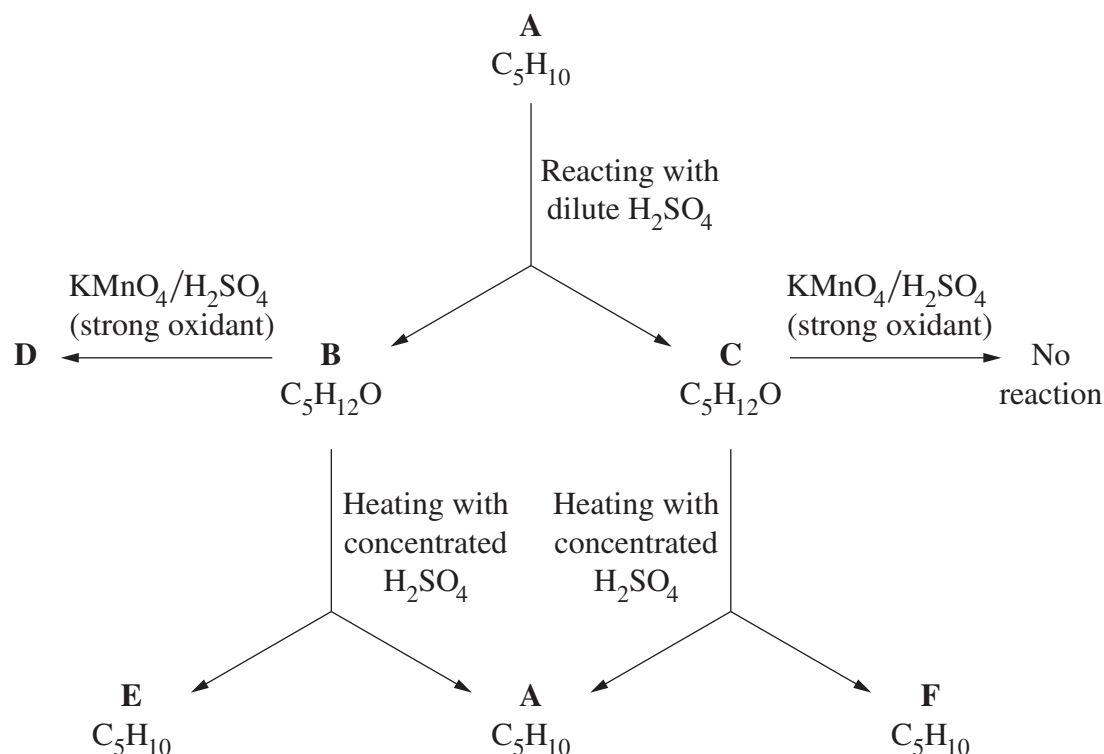 A
C₅H₁₀
Reacting with
dilute H₂SO₄
KMnO₄/H₂SO₄
(strong oxidant)
KMnO₄/H₂SO₄
(strong oxidant)
D
B
C₅H₁₂O
C
C₅H₁₂O
No
reaction
Heating with
concentrated
H₂SO₄
Heating with
concentrated
H₂SO₄
E
C₅H₁₀
A
C₅H₁₀
F
C₅H₁₀